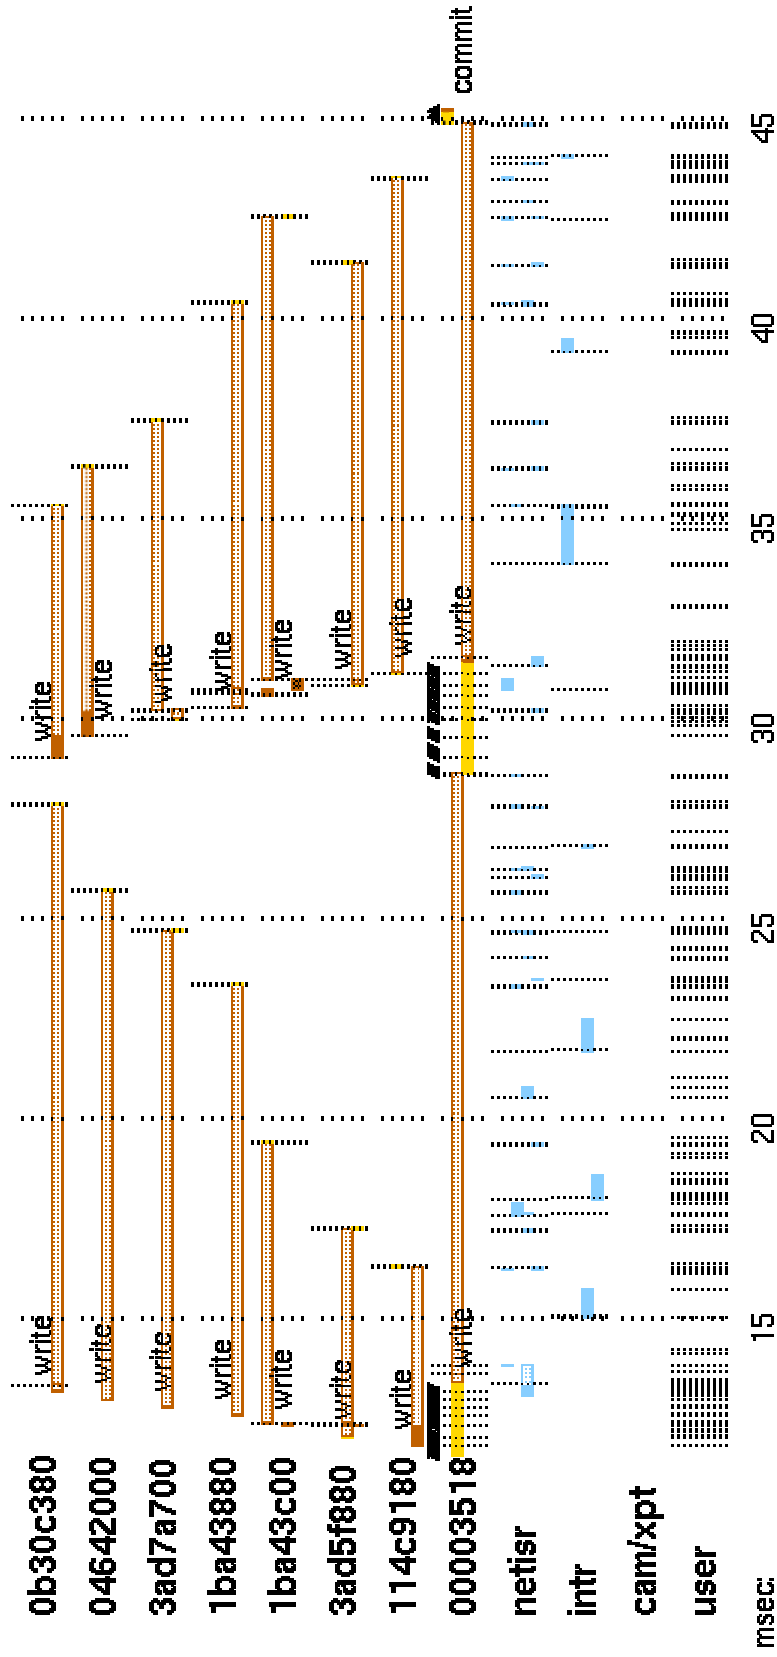 0b30c380 write write
04642000 write write
3ad7a700 write write
1ba43880 write write
1ba43c00 write write
3ad5f880 write write
114c9180 write write
00003518 write write commit
netisr
intr
cam/xpt
user
msec: 15 20 25 30 35 40 45